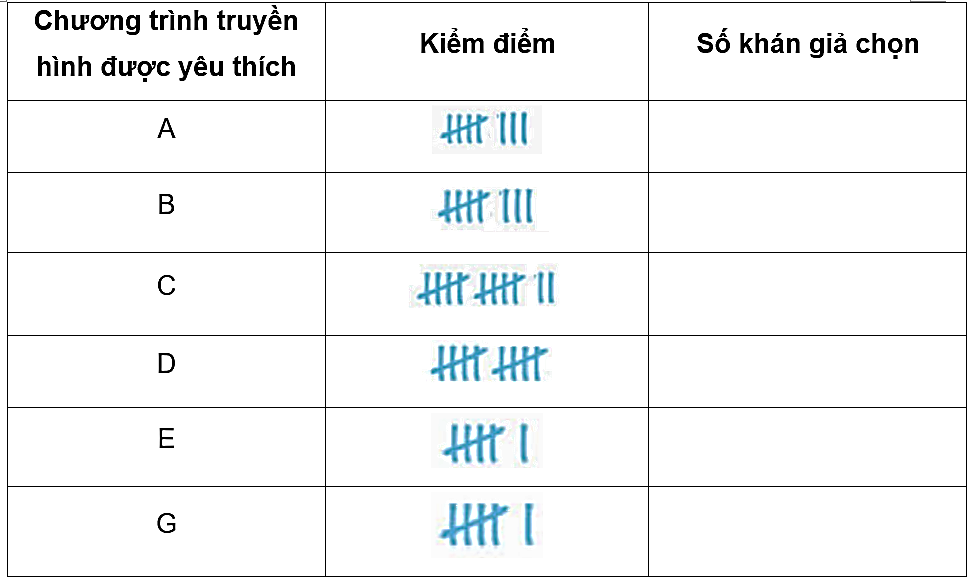 Chương trình truyền
hình được yêu thích
Kiểm điểm
Số khán giả chọn
A
B
C
D
E
G